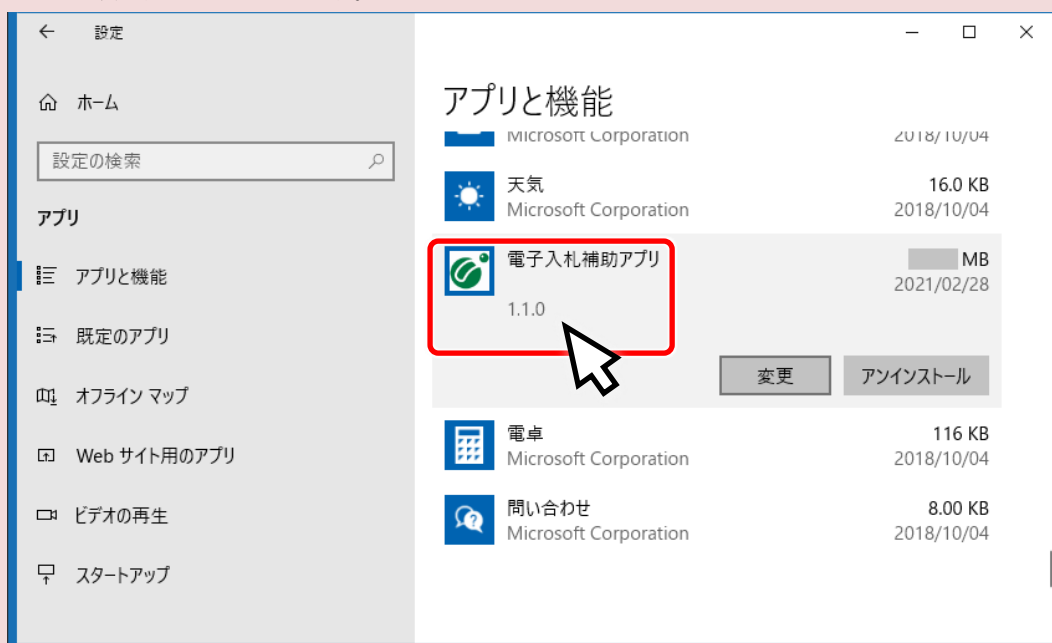 設定
ホーム
設定の検索
アプリ
アプリと機能
既定のアプリ
オフライン マップ
Web サイト用のアプリ
ビデオの再生
スタートアップ
アプリと機能
Microsoft Corporation 2018/10/04
天気 16.0 KB
Microsoft Corporation 2018/10/04
電子入札補助アプリ MB
2021/02/28
1.1.0
変更 アンインストール
電卓 116 KB
Microsoft Corporation 2018/10/04
問い合わせ 8.00 KB
Microsoft Corporation 2018/10/04